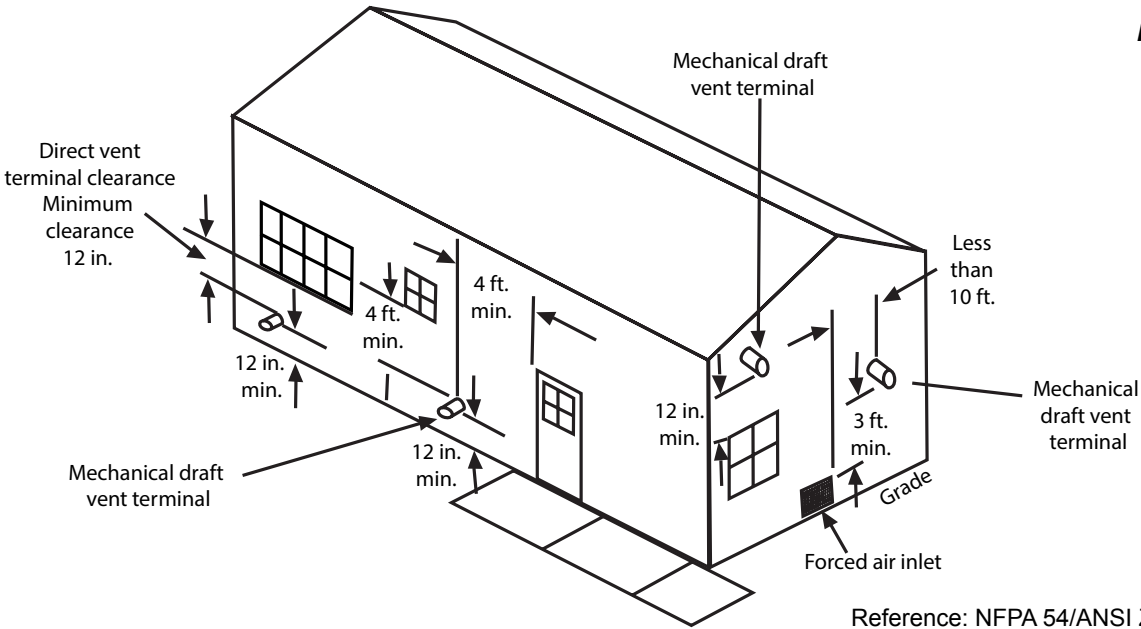 Mechanical draft
vent terminal
Direct vent
terminal clearance
Minimum
clearance
12 in.
4 ft.
min.
4 ft.
min.
Less
than
10 ft.
12 in.
min.
12 in.
min.
12 in.
min.
3 ft.
min.
Mechanical
draft vent
terminal
Mechanical draft
vent terminal
Grade
Forced air inlet
Reference: NFPA 54/ANSI